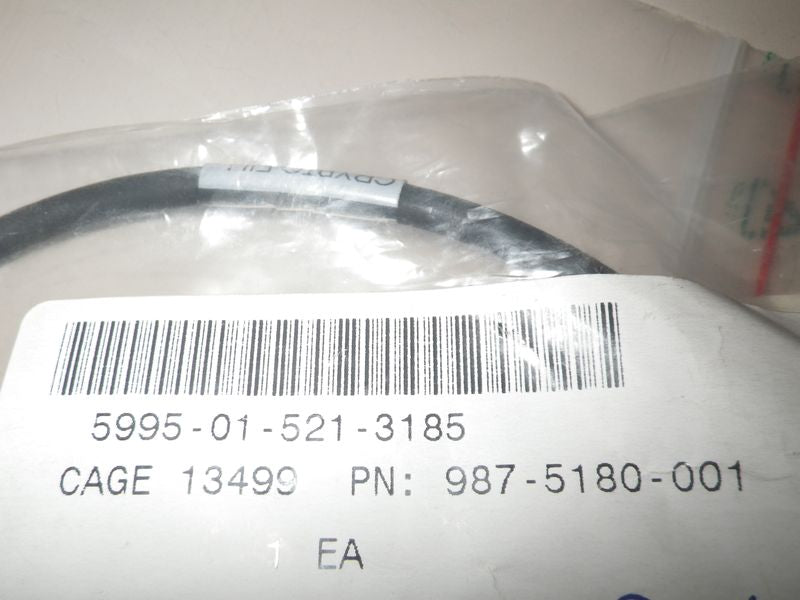 CRYPTO FILL
5995-01-521-3185
CAGE 13499 PN: 987-5180-001
1 EA